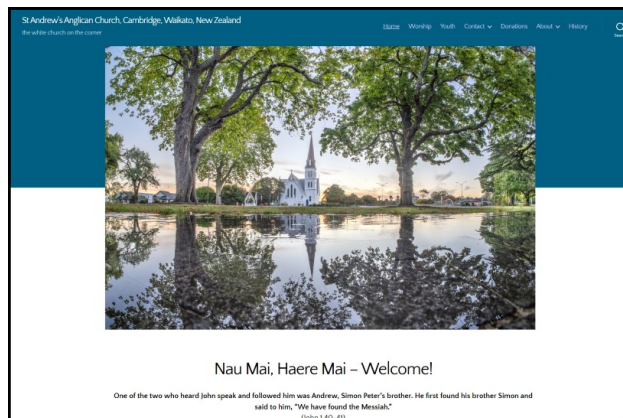 St Andrew's Anglican Church, Cambridge, Waikato, New Zealand
the white church on the corner
Home Worship Youth Contact Donations About History
Nau Mai, Haere Mai – Welcome!
One of the two who heard John speak and followed him was Andrew, Simon Peter's brother. He first found his brother Simon and
said to him, "We have found the Messiah."
(John 1.40-41)